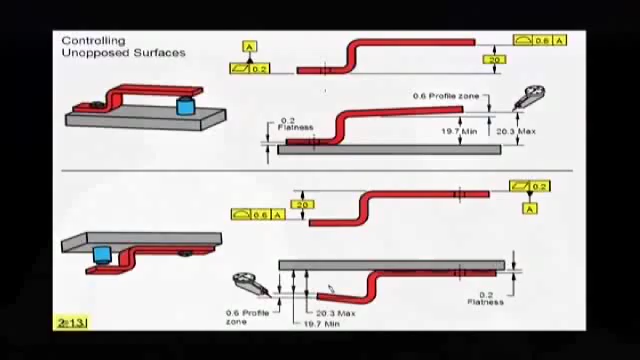 Controlling
Unopposed Surfaces
A
0.2
0.6 A
20
0.6 Profile zone
0.2
Flatness
19.7 Min
20.3 Max
20
0.6 A
0.2
A
0.6 Profile
zone
20.3 Max
19.7 Min
0.2
Flatness